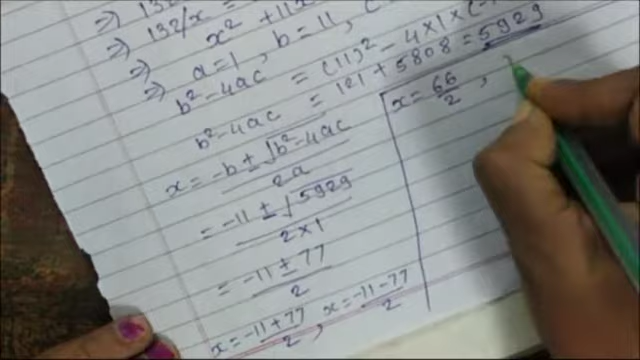 ⇒ 132/x =
⇒ x² + 11x
⇒ a=1, b=11, c
b²-4ac = (11)² - 4×1×(-
b²-4ac = 121 + 5808 = 5929
x = -b ± √b²-4ac / 2a
= -11 ± √5929 / 2×1
= -11 ± 77 / 2
x = -11+77 / 2, x = -11-77 / 2
x = 66/2,